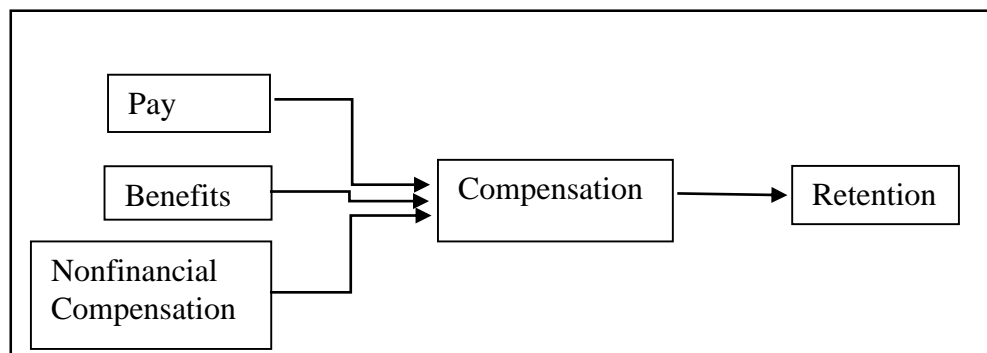 Pay
Benefits
Nonfinancial
Compensation
Compensation
Retention